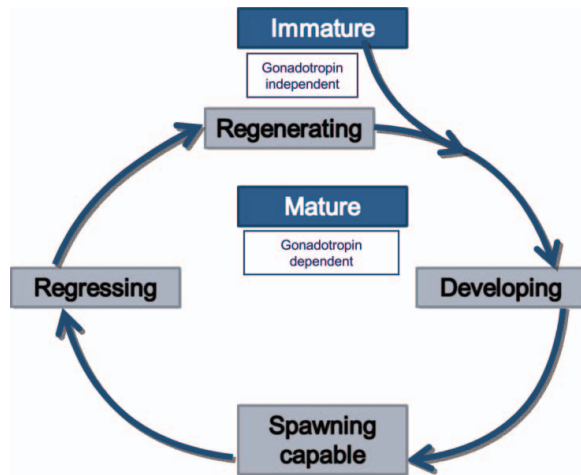 Immature
Gonadotropin
independent
Regenerating
Mature
Gonadotropin
dependent
Regressing
Developing
Spawning
capable